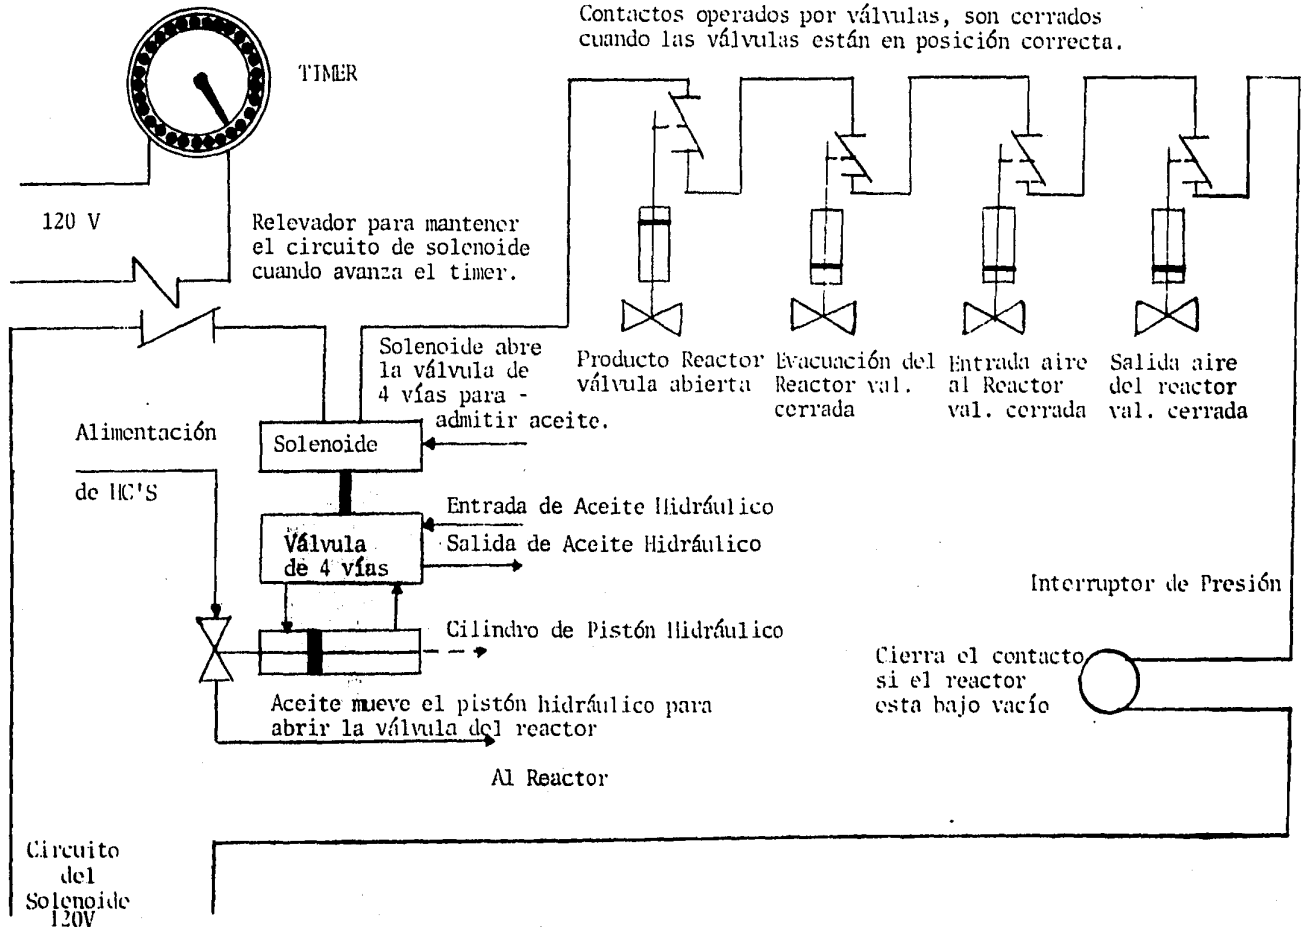 Contactos operados por válvulas, son cerrados
cuando las válvulas están en posición correcta.
TIMER
120 V
Relevador para mantener
el circuito de solenoide
cuando avanza el timer.
Solenoide abre
la válvula de
4 vías para -
admitir aceite.
Producto Reactor
válvula abierta
Evacuación del
Reactor val.
cerrada
Entrada aire
al Reactor
val. cerrada
Salida aire
del reactor
val. cerrada
Alimentación
de HC'S
Solenoide
Entrada de Aceite Hidráulico
Salida de Aceite Hidráulico
Válvula
de 4 vías
Interruptor de Presión
Cilindro de Pistón Hidráulico
Cierra el contacto
si el reactor
esta bajo vacío
Aceite mueve el pistón hidráulico para
abrir la válvula del reactor
Al Reactor
Circuito
del
Solenoide
120V